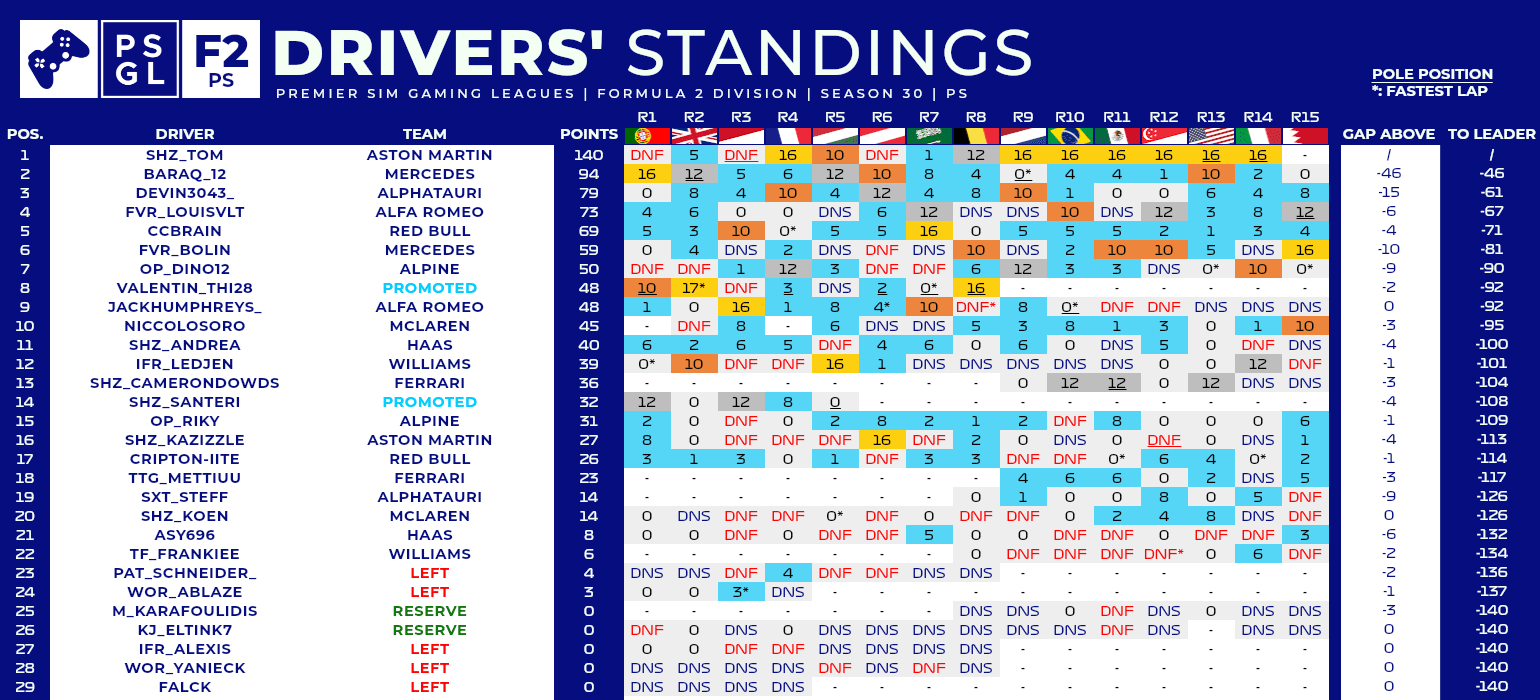 PS GL F2 PS DRIVERS' STANDINGS
PREMIER SIM GAMING LEAGUES | FORMULA 2 DIVISION | SEASON 30 | PS
POLE POSITION
*: FASTEST LAP
R1 R2 R3 R4 R5 R6 R7 R8 R9 R10 R11 R12 R13 R14 R15
POS. DRIVER TEAM POINTS GAP ABOVE TO LEADER
1 SHZ_TOM ASTON MARTIN 140 DNF 5 DNF 16 10 DNF 1 12 16 16 16 16 16 16 - / /
2 BARAQ_12 MERCEDES 94 16 12 5 6 12 10 8 4 0* 4 4 1 10 2 0 -46 -46
3 DEVIN3043_ ALPHATAURI 79 0 8 4 10 4 12 4 8 10 1 0 0 6 4 8 -15 -61
4 FVR_LOUISVLT ALFA ROMEO 73 4 6 0 0 DNS 6 12 DNS DNS 10 DNS 12 3 8 12 -6 -67
5 CCBRAIN RED BULL 69 5 3 10 0* 5 5 16 0 5 5 5 2 1 3 4 -4 -71
6 FVR_BOLIN MERCEDES 59 0 4 DNS 2 DNS DNF DNS 10 DNS 2 10 10 5 DNS 16 -10 -81
7 OP_DINO12 ALPINE 50 DNF DNF 1 12 3 DNF DNF 6 12 3 3 DNS 0* 10 0* -9 -90
8 VALENTIN_THI28 PROMOTED 48 10 17* DNF 3 DNS 2 0* 16 - - - - - - - -2 -92
9 JACKHUMPHREYS_ ALFA ROMEO 48 1 0 16 1 8 4* 10 DNF* 8 0* DNF DNF DNS DNS DNS 0 -92
10 NICCOLOSORO MCLAREN 45 - DNF 8 - 6 DNS DNS 5 3 8 1 3 0 1 10 -3 -95
11 SHZ_ANDREA HAAS 40 6 2 6 5 DNF 4 6 0 6 0 DNS 5 0 DNF DNS -4 -100
12 IFR_LEDJEN WILLIAMS 39 0* 10 DNF DNF 16 1 DNS DNS DNS DNS DNS 0 0 12 DNF -1 -101
13 SHZ_CAMERONDOWDS FERRARI 36 - - - - - - - - 0 12 12 0 12 DNS DNS -3 -104
14 SHZ_SANTERI PROMOTED 32 12 0 12 8 0 - - - - - - - - - - -4 -108
15 OP_RIKY ALPINE 31 2 0 DNF 0 2 8 2 1 2 DNF 8 0 0 0 6 -1 -109
16 SHZ_KAZIZZLE ASTON MARTIN 27 8 0 DNF DNF DNF 16 DNF 2 0 DNS 0 DNF 0 DNS 1 -4 -113
17 CRIPTON-IITE RED BULL 26 3 1 3 0 1 DNF 3 3 DNF DNF 0* 6 4 0* 2 -1 -114
18 TTG_METTIUU FERRARI 23 - - - - - - - - 4 6 6 0 2 DNS 5 -3 -117
19 SXT_STEFF ALPHATAURI 14 - - - - - - - 0 1 0 0 8 0 5 DNF -9 -126
20 SHZ_KOEN MCLAREN 14 0 DNS DNF DNF 0* DNF 0 DNF DNF 0 2 4 8 DNS DNF 0 -126
21 ASY696 HAAS 8 0 0 DNF 0 DNF DNF 5 0 0 DNF DNF 0 DNF DNF 3 -6 -132
22 TF_FRANKIEE WILLIAMS 6 - - - - - - - 0 DNF DNF DNF DNF* 0 6 DNF -2 -134
23 PAT_SCHNEIDER_ LEFT 4 DNS DNS DNF 4 DNF DNF DNS DNS - - - - - - - -2 -136
24 WOR_ABLAZE LEFT 3 0 0 3* DNS - - - - - - - - - - - -1 -137
25 M_KARAFOULIDIS RESERVE 0 - - - - - - - DNS DNS 0 DNF DNS 0 DNS DNS -3 -140
26 KJ_ELTINK7 RESERVE 0 DNF 0 DNS 0 DNS DNS DNS DNS DNS DNS DNF DNS - DNS DNS 0 -140
27 IFR_ALEXIS LEFT 0 0 0 DNF DNF DNS DNS DNS DNS - - - - - - - 0 -140
28 WOR_YANIECK LEFT 0 DNS DNS DNS DNS DNF DNS DNF DNS - - - - - - - 0 -140
29 FALCK LEFT 0 DNS DNS DNS DNS - - - - - - - - - - - 0 -140